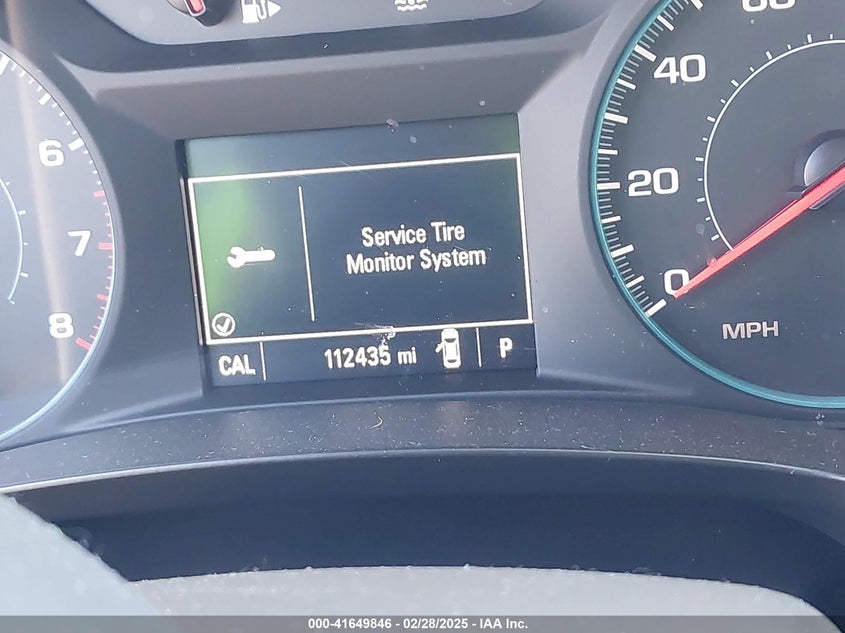 60
40
6
20
7
Service Tire
Monitor System
0
8
MPH
CAL 112435 mi P
000-41649846 - 02/28/2025 - IAA Inc.